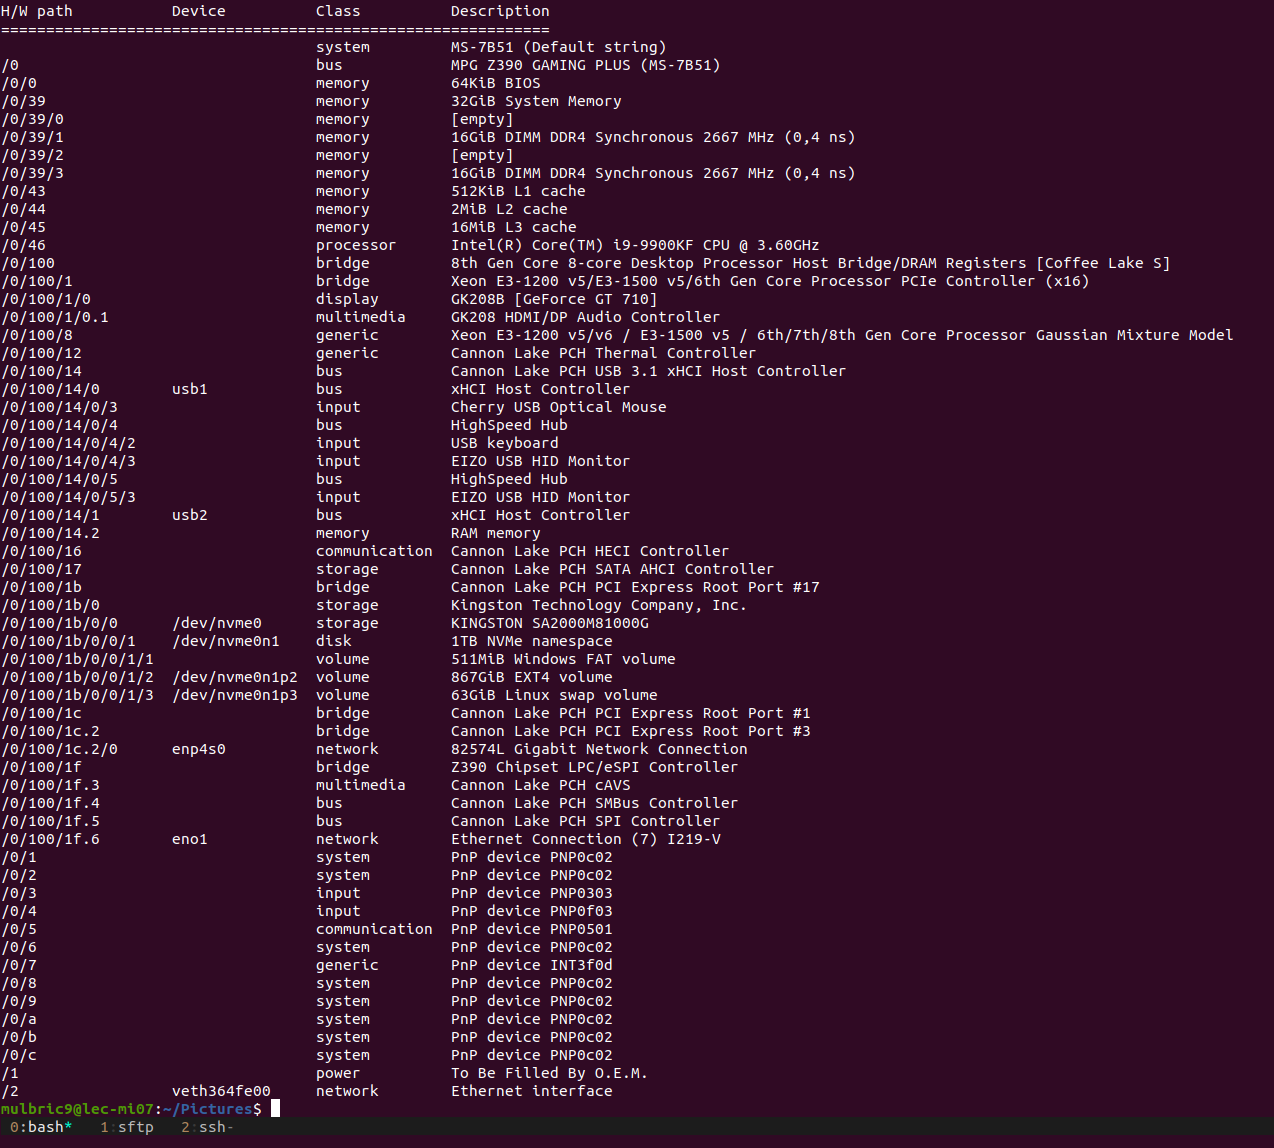 H/W path           Device          Class          Description
=============================================================
                                   system         MS-7B51 (Default string)
/0                                 bus            MPG Z390 GAMING PLUS (MS-7B51)
/0/0                               memory         64KiB BIOS
/0/39                              memory         32GiB System Memory
/0/39/0                            memory         [empty]
/0/39/1                            memory         16GiB DIMM DDR4 Synchronous 2667 MHz (0,4 ns)
/0/39/2                            memory         [empty]
/0/39/3                            memory         16GiB DIMM DDR4 Synchronous 2667 MHz (0,4 ns)
/0/43                              memory         512KiB L1 cache
/0/44                              memory         2MiB L2 cache
/0/45                              memory         16MiB L3 cache
/0/46                              processor      Intel(R) Core(TM) i9-9900KF CPU @ 3.60GHz
/0/100                             bridge         8th Gen Core 8-core Desktop Processor Host Bridge/DRAM Registers [Coffee Lake S]
/0/100/1                           bridge         Xeon E3-1200 v5/E3-1500 v5/6th Gen Core Processor PCIe Controller (x16)
/0/100/1/0                         display        GK208B [GeForce GT 710]
/0/100/1/0.1                       multimedia     GK208 HDMI/DP Audio Controller
/0/100/8                           generic        Xeon E3-1200 v5/v6 / E3-1500 v5 / 6th/7th/8th Gen Core Processor Gaussian Mixture Model
/0/100/12                          generic        Cannon Lake PCH Thermal Controller
/0/100/14                          bus            Cannon Lake PCH USB 3.1 xHCI Host Controller
/0/100/14/0        usb1            bus            xHCI Host Controller
/0/100/14/0/3                      input          Cherry USB Optical Mouse
/0/100/14/0/4                      bus            HighSpeed Hub
/0/100/14/0/4/2                    input          USB keyboard
/0/100/14/0/4/3                    input          EIZO USB HID Monitor
/0/100/14/0/5                      bus            HighSpeed Hub
/0/100/14/0/5/3                    input          EIZO USB HID Monitor
/0/100/14/1        usb2            bus            xHCI Host Controller
/0/100/14.2                        memory         RAM memory
/0/100/16                          communication  Cannon Lake PCH HECI Controller
/0/100/17                          storage        Cannon Lake PCH SATA AHCI Controller
/0/100/1b                          bridge         Cannon Lake PCH PCI Express Root Port #17
/0/100/1b/0                        storage        Kingston Technology Company, Inc.
/0/100/1b/0/0      /dev/nvme0      storage        KINGSTON SA2000M81000G
/0/100/1b/0/0/1    /dev/nvme0n1    disk           1TB NVMe namespace
/0/100/1b/0/0/1/1                  volume         511MiB Windows FAT volume
/0/100/1b/0/0/1/2  /dev/nvme0n1p2  volume         867GiB EXT4 volume
/0/100/1b/0/0/1/3  /dev/nvme0n1p3  volume         63GiB Linux swap volume
/0/100/1c                          bridge         Cannon Lake PCH PCI Express Root Port #1
/0/100/1c.2                        bridge         Cannon Lake PCH PCI Express Root Port #3
/0/100/1c.2/0      enp4s0          network        82574L Gigabit Network Connection
/0/100/1f                          bridge         Z390 Chipset LPC/eSPI Controller
/0/100/1f.3                        multimedia     Cannon Lake PCH cAVS
/0/100/1f.4                        bus            Cannon Lake PCH SMBus Controller
/0/100/1f.5                        bus            Cannon Lake PCH SPI Controller
/0/100/1f.6        eno1            network        Ethernet Connection (7) I219-V
/0/1                               system         PnP device PNP0c02
/0/2                               system         PnP device PNP0c02
/0/3                               input          PnP device PNP0303
/0/4                               input          PnP device PNP0f03
/0/5                               communication  PnP device PNP0501
/0/6                               system         PnP device PNP0c02
/0/7                               generic        PnP device INT3f0d
/0/8                               system         PnP device PNP0c02
/0/9                               system         PnP device PNP0c02
/0/a                               system         PnP device PNP0c02
/0/b                               system         PnP device PNP0c02
/0/c                               system         PnP device PNP0c02
/1                                 power          To Be Filled By O.E.M.
/2                 veth364fe00     network        Ethernet interface
mulbric9@lec-mi07:~/Pictures$
0:bash*   1:sftp   2:ssh-